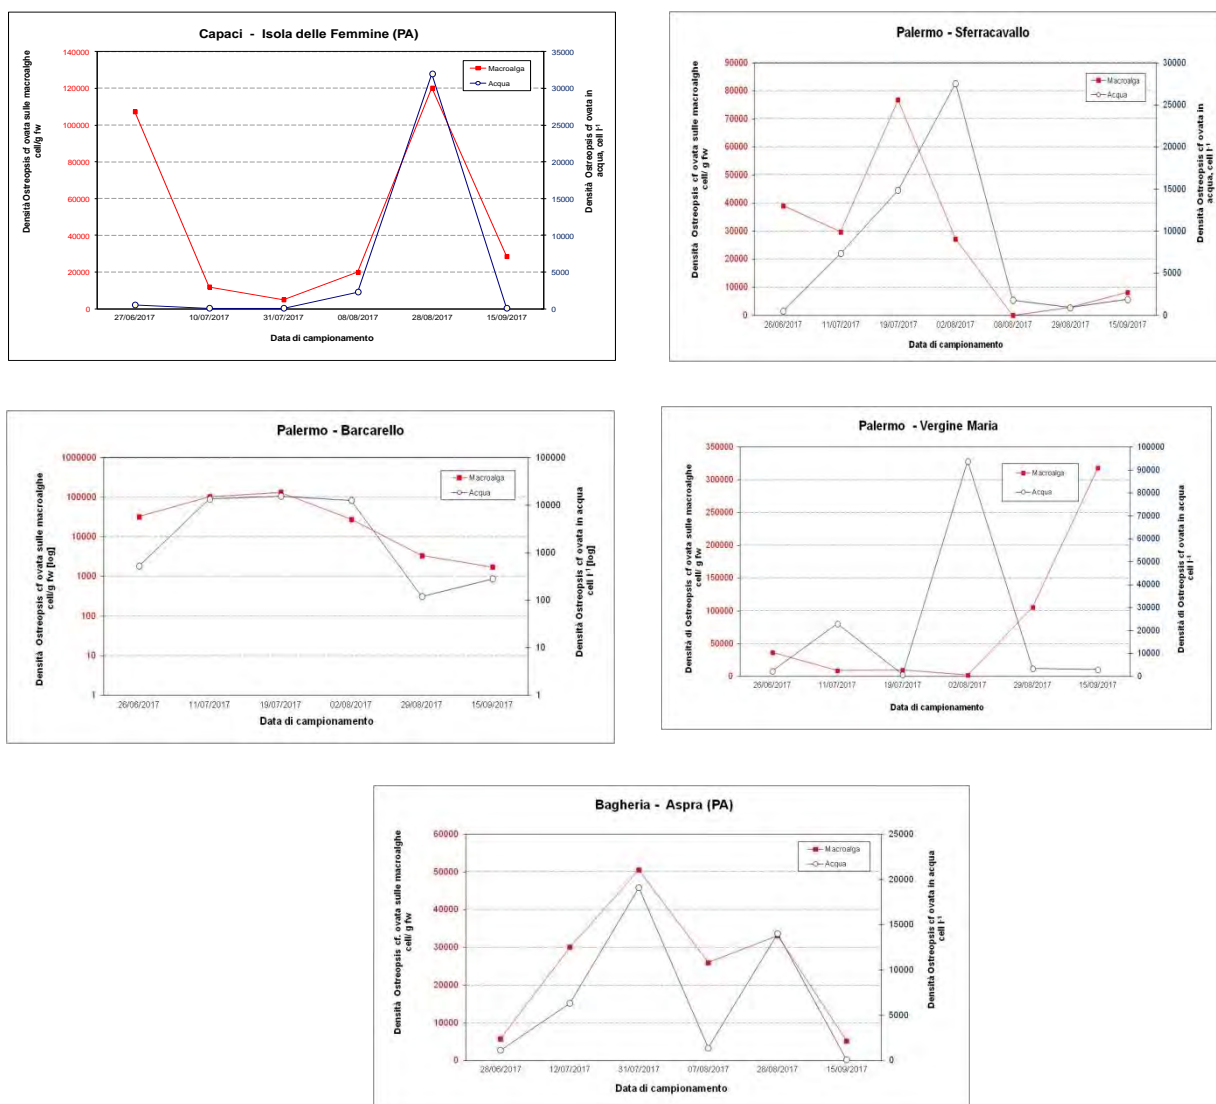 Capaci - Isola delle Femmine (PA)
Densità Ostreopsis cf ovata sulle macroalghe
cell/g fw
140000
120000
100000
80000
60000
40000
20000
0
Macroalga
Acqua
35000
30000
25000
20000
15000
10000
5000
0
Densità Ostreopsis cf ovata in
acqua, cell l-1
27/06/2017 10/07/2017 31/07/2017 08/08/2017 28/08/2017 15/09/2017
Data di campionamento
Palermo - Sferracavallo
Densità Ostreopsis cf ovata sulle macroalghe
cell/ g fw
90000
80000
70000
60000
50000
40000
30000
20000
10000
0
Macroalga
Acqua
30000
25000
20000
15000
10000
5000
0
Densità Ostreopsis cf ovata in
acqua, cell l-1
26/06/2017 11/07/2017 19/07/2017 02/08/2017 08/08/2017 29/08/2017 15/09/2017
Data di campionamento
Palermo - Barcarello
Densità Ostreopsis cf ovata sulle macroalghe
cell/g fw [log]
1000000
100000
10000
1000
100
10
1
Macroalga
Acqua
100000
10000
1000
100
10
1
Densità Ostreopsis cf ovata in acqua
cell l-1 [log]
26/06/2017 11/07/2017 19/07/2017 02/08/2017 29/08/2017 15/09/2017
Data di campionamento
Palermo - Vergine Maria
Densità di Ostreopsis cf ovata sulle macroalghe
cell/ g fw
350000
300000
250000
200000
150000
100000
50000
0
Macroalga
Acqua
100000
90000
80000
70000
60000
50000
40000
30000
20000
10000
0
Densità di Ostreopsis cf ovata in acqua
cell l-1
26/06/2017 11/07/2017 19/07/2017 02/08/2017 29/08/2017 15/09/2017
Data di campionamento
Bagheria - Aspra (PA)
Densità Ostreopsis cf. ovata sulle macroalghe
cell/ g fw
60000
50000
40000
30000
20000
10000
0
Macroalga
Acqua
25000
20000
15000
10000
5000
0
Densità Ostreopsis cf ovata in acqua
cell l-1
28/06/2017 12/07/2017 31/07/2017 07/08/2017 28/08/2017 15/09/2017
Data di campionamento